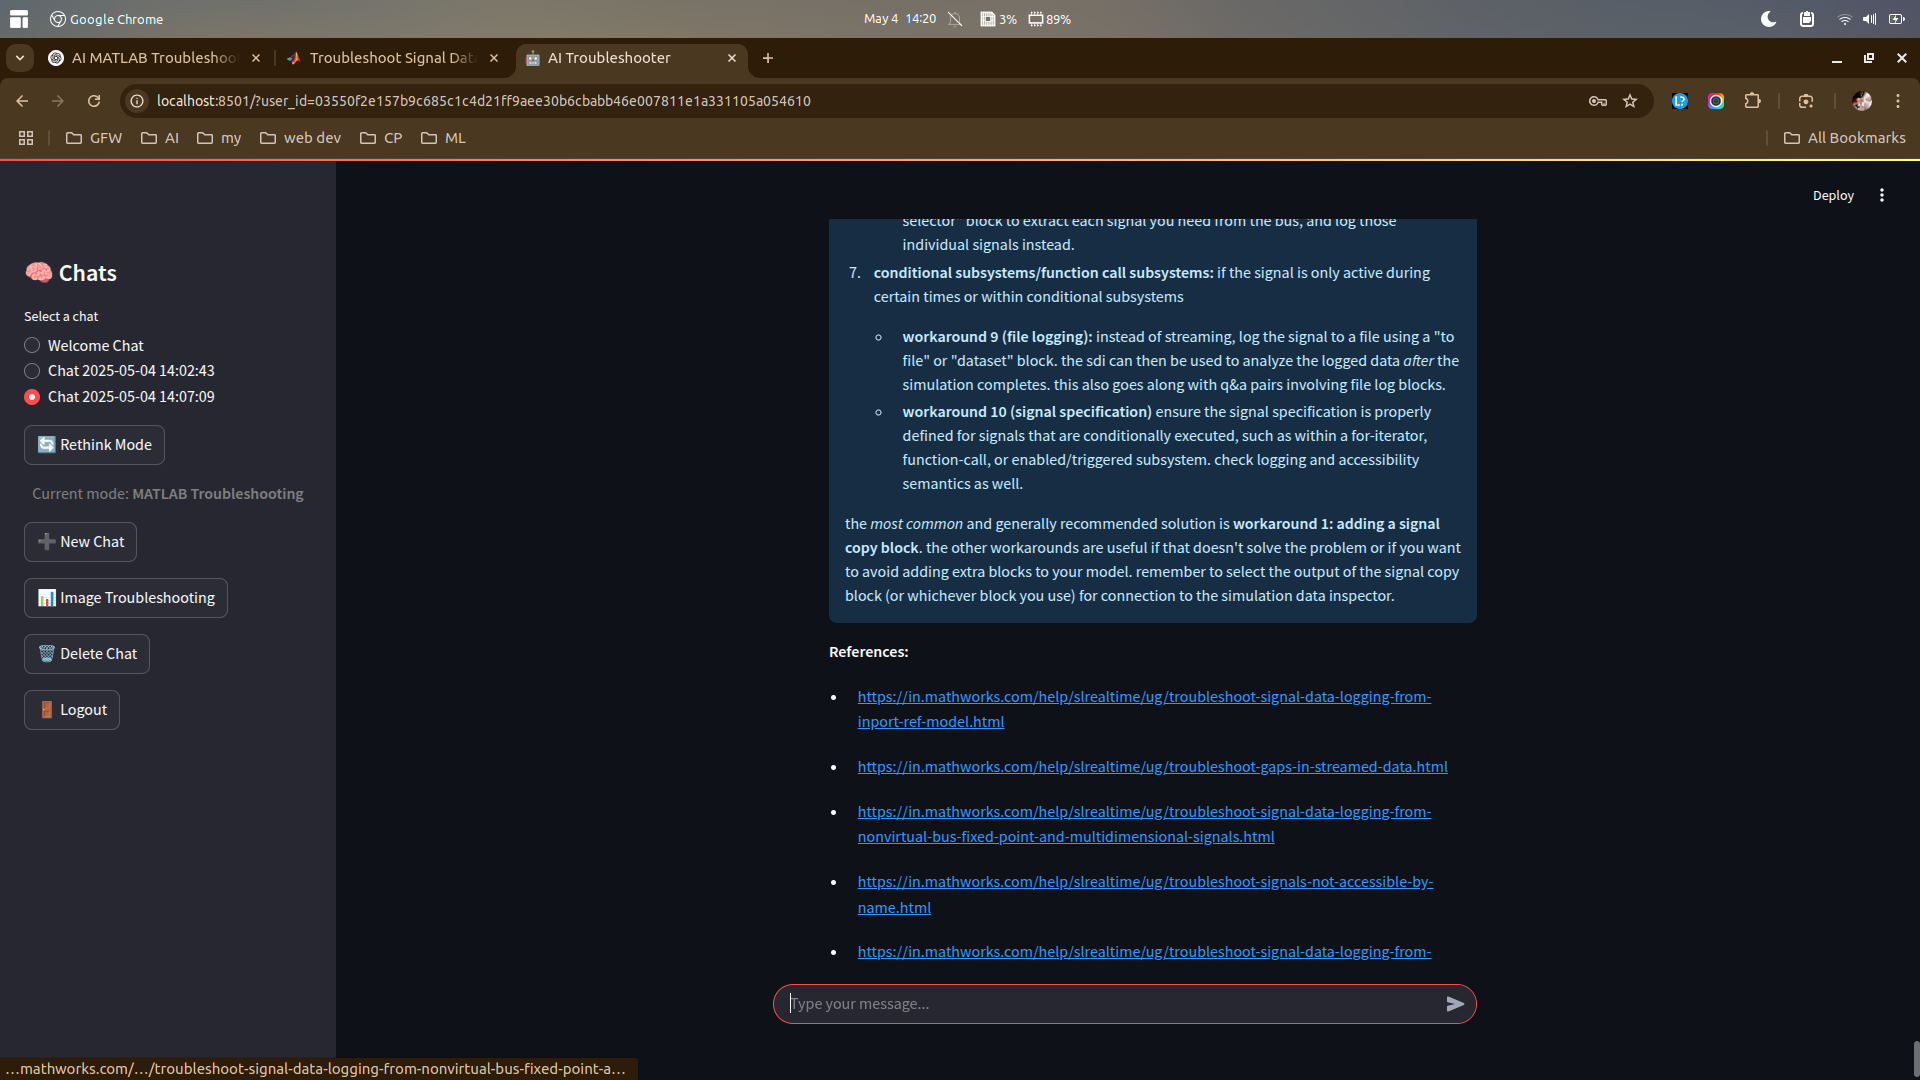 Google Chrome
May 4 14:20
3%
89%
AI MATLAB Troubleshoo
Troubleshoot Signal Dat
AI Troubleshooter
localhost:8501/?user_id=03550f2e157b9c685c1c4d21ff9aee30b6cbabb46e007811e1a331105a054610
GFW
AI
my
web dev
CP
ML
All Bookmarks
Deploy
Chats
Select a chat
Welcome Chat
Chat 2025-05-04 14:02:43
Chat 2025-05-04 14:07:09
Rethink Mode
Current mode: MATLAB Troubleshooting
New Chat
Image Troubleshooting
Delete Chat
Logout
selector" block to extract each signal you need from the bus, and log those
individual signals instead.
7. conditional subsystems/function call subsystems: if the signal is only active during
certain times or within conditional subsystems
workaround 9 (file logging): instead of streaming, log the signal to a file using a "to
file" or "dataset" block. the sdi can then be used to analyze the logged data after the
simulation completes. this also goes along with q&a pairs involving file log blocks.
workaround 10 (signal specification) ensure the signal specification is properly
defined for signals that are conditionally executed, such as within a for-iterator,
function-call, or enabled/triggered subsystem. check logging and accessibility
semantics as well.
the most common and generally recommended solution is workaround 1: adding a signal
copy block. the other workarounds are useful if that doesn't solve the problem or if you want
to avoid adding extra blocks to your model. remember to select the output of the signal copy
block (or whichever block you use) for connection to the simulation data inspector.
References:
https://in.mathworks.com/help/slrealtime/ug/troubleshoot-signal-data-logging-from-
inport-ref-model.html
https://in.mathworks.com/help/slrealtime/ug/troubleshoot-gaps-in-streamed-data.html
https://in.mathworks.com/help/slrealtime/ug/troubleshoot-signal-data-logging-from-
nonvirtual-bus-fixed-point-and-multidimensional-signals.html
https://in.mathworks.com/help/slrealtime/ug/troubleshoot-signals-not-accessible-by-
name.html
https://in.mathworks.com/help/slrealtime/ug/troubleshoot-signal-data-logging-from-
Type your message...
...mathworks.com/.../troubleshoot-signal-data-logging-from-nonvirtual-bus-fixed-point-a...